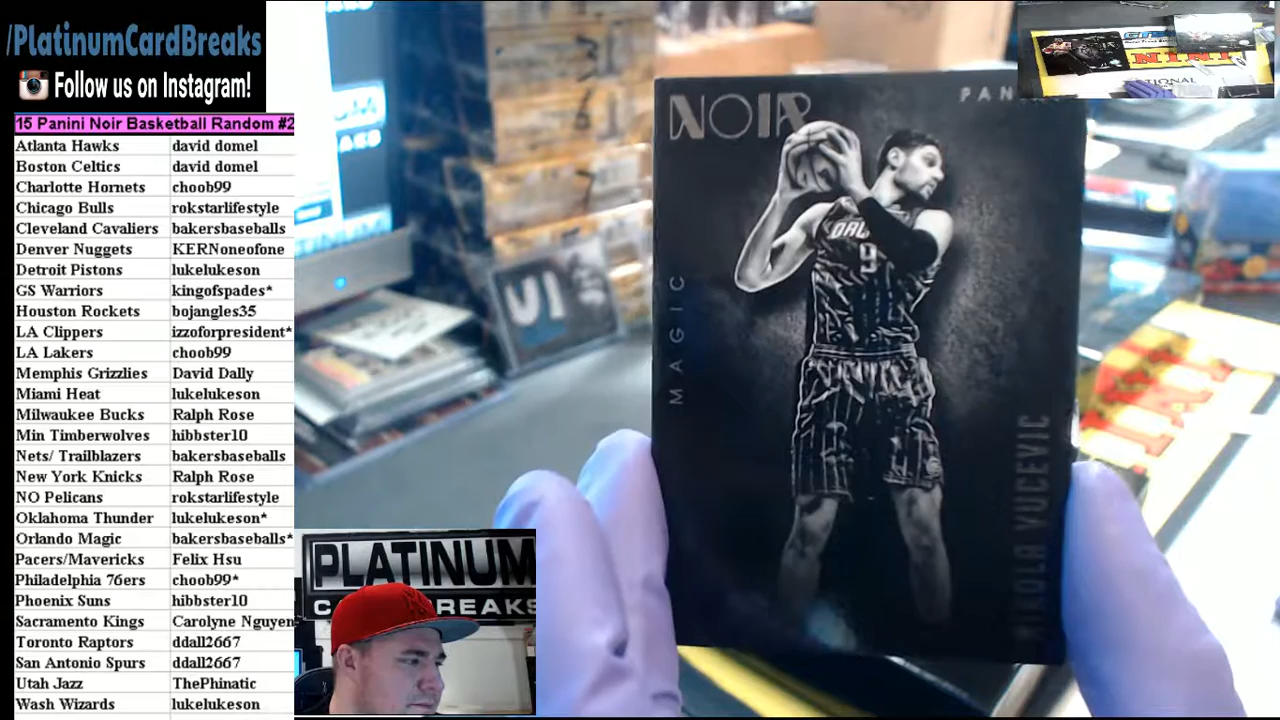 /PlatinumCardBreaks
Follow us on Instagram!
15 Panini Noir Basketball Random #2
Atlanta Hawks david domel
Boston Celtics david domel
Charlotte Hornets choob99
Chicago Bulls rokstarlifestyle
Cleveland Cavaliers bakersbaseballs
Denver Nuggets KERNoneofone
Detroit Pistons lukelukeson
GS Warriors kingofspades*
Houston Rockets bojangles35
LA Clippers izzoforpresident*
LA Lakers choob99
Memphis Grizzlies David Dally
Miami Heat lukelukeson
Milwaukee Bucks Ralph Rose
Min Timberwolves hibbster10
Nets/ Trailblazers bakersbaseballs
New York Knicks Ralph Rose
NO Pelicans rokstarlifestyle
Oklahoma Thunder lukelukeson*
Orlando Magic bakersbaseballs*
Pacers/Mavericks Felix Hsu
Philadelphia 76ers choob99*
Phoenix Suns hibbster10
Sacramento Kings Carolyne Nguyen
Toronto Raptors ddall2667
San Antonio Spurs ddall2667
Utah Jazz ThePhinatic
Wash Wizards lukelukeson
NOIR
PAN
MAGIC
9
NIKOLA VUCEVIC
PLATINUM
C BREAKS